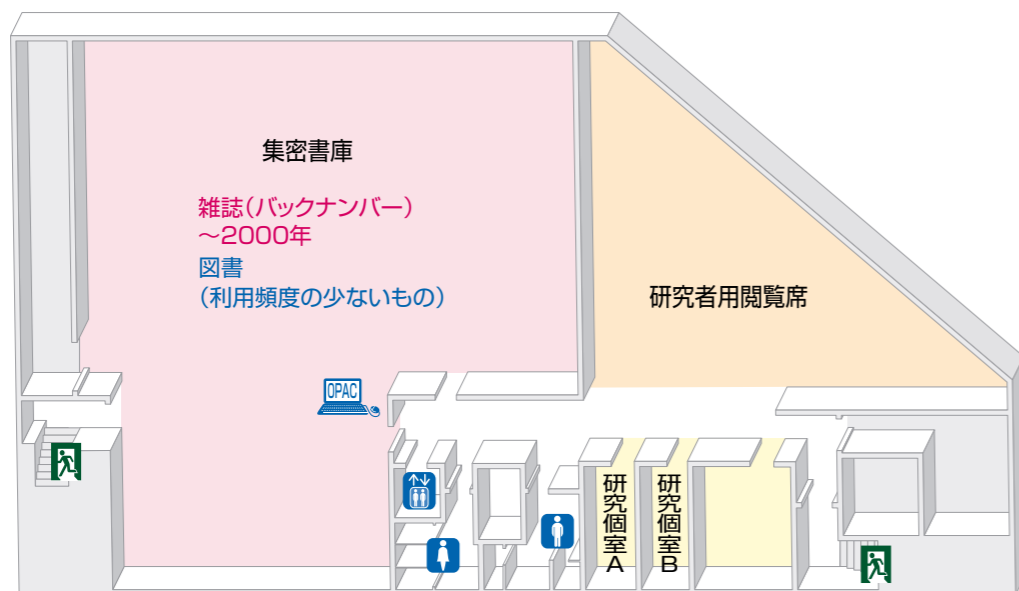 集密書庫
雑誌（バックナンバー）
～2000年
図書
（利用頻度の少ないもの）
研究者用閲覧席
OPAC
研究個室A
研究個室B